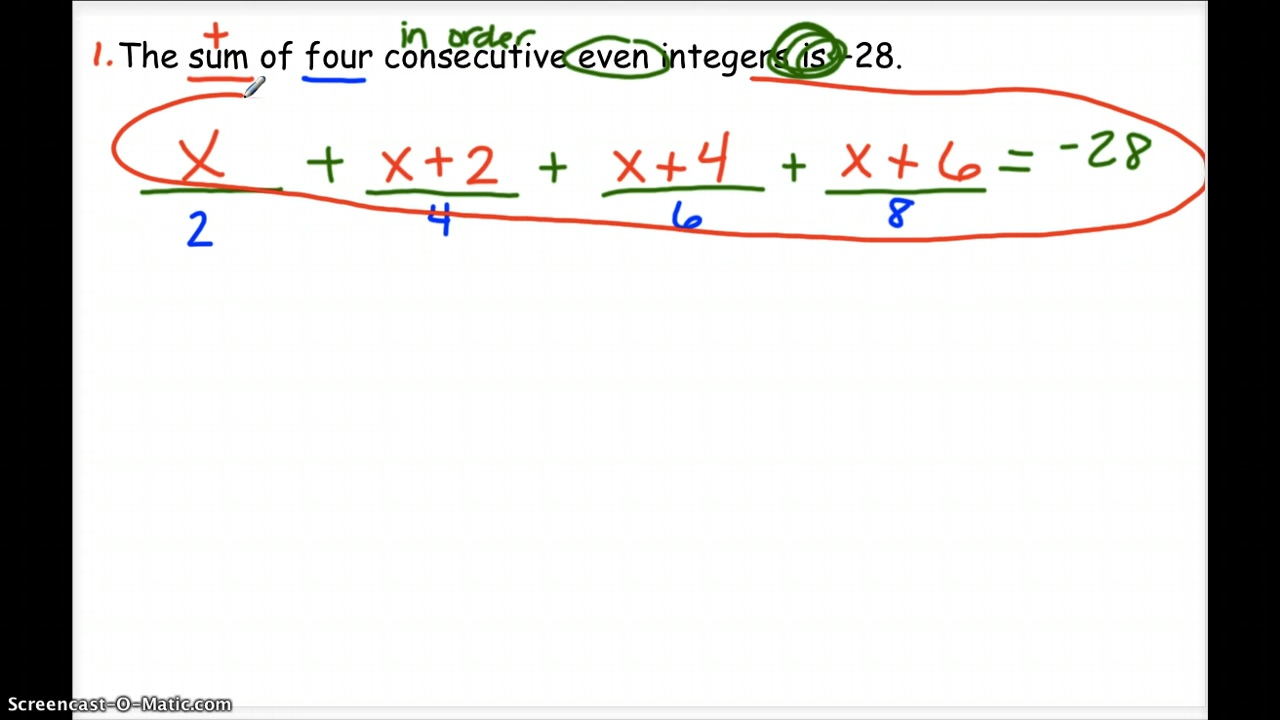 + in order
1. The sum of four consecutive even integers is -28.
x + x+2 + x+4 + x+6 = -28
2 4 6 8
Screencast-O-Matic.com